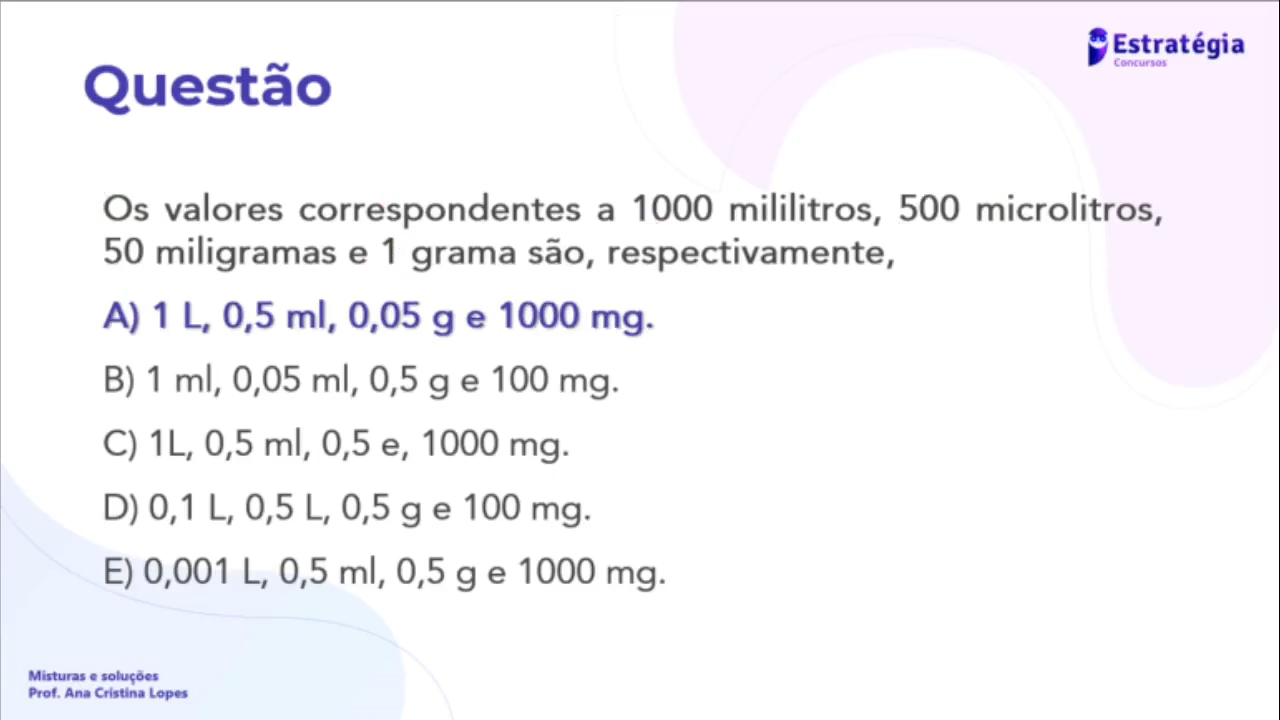 Estratégia
Concursos
Questão
Os valores correspondentes a 1000 mililitros, 500 microlitros,
50 miligramas e 1 grama são, respectivamente,
A) 1 L, 0,5 ml, 0,05 g e 1000 mg.
B) 1 ml, 0,05 ml, 0,5 g e 100 mg.
C) 1L, 0,5 ml, 0,5 e, 1000 mg.
D) 0,1 L, 0,5 L, 0,5 g e 100 mg.
E) 0,001 L, 0,5 ml, 0,5 g e 1000 mg.
Misturas e soluções
Prof. Ana Cristina Lopes